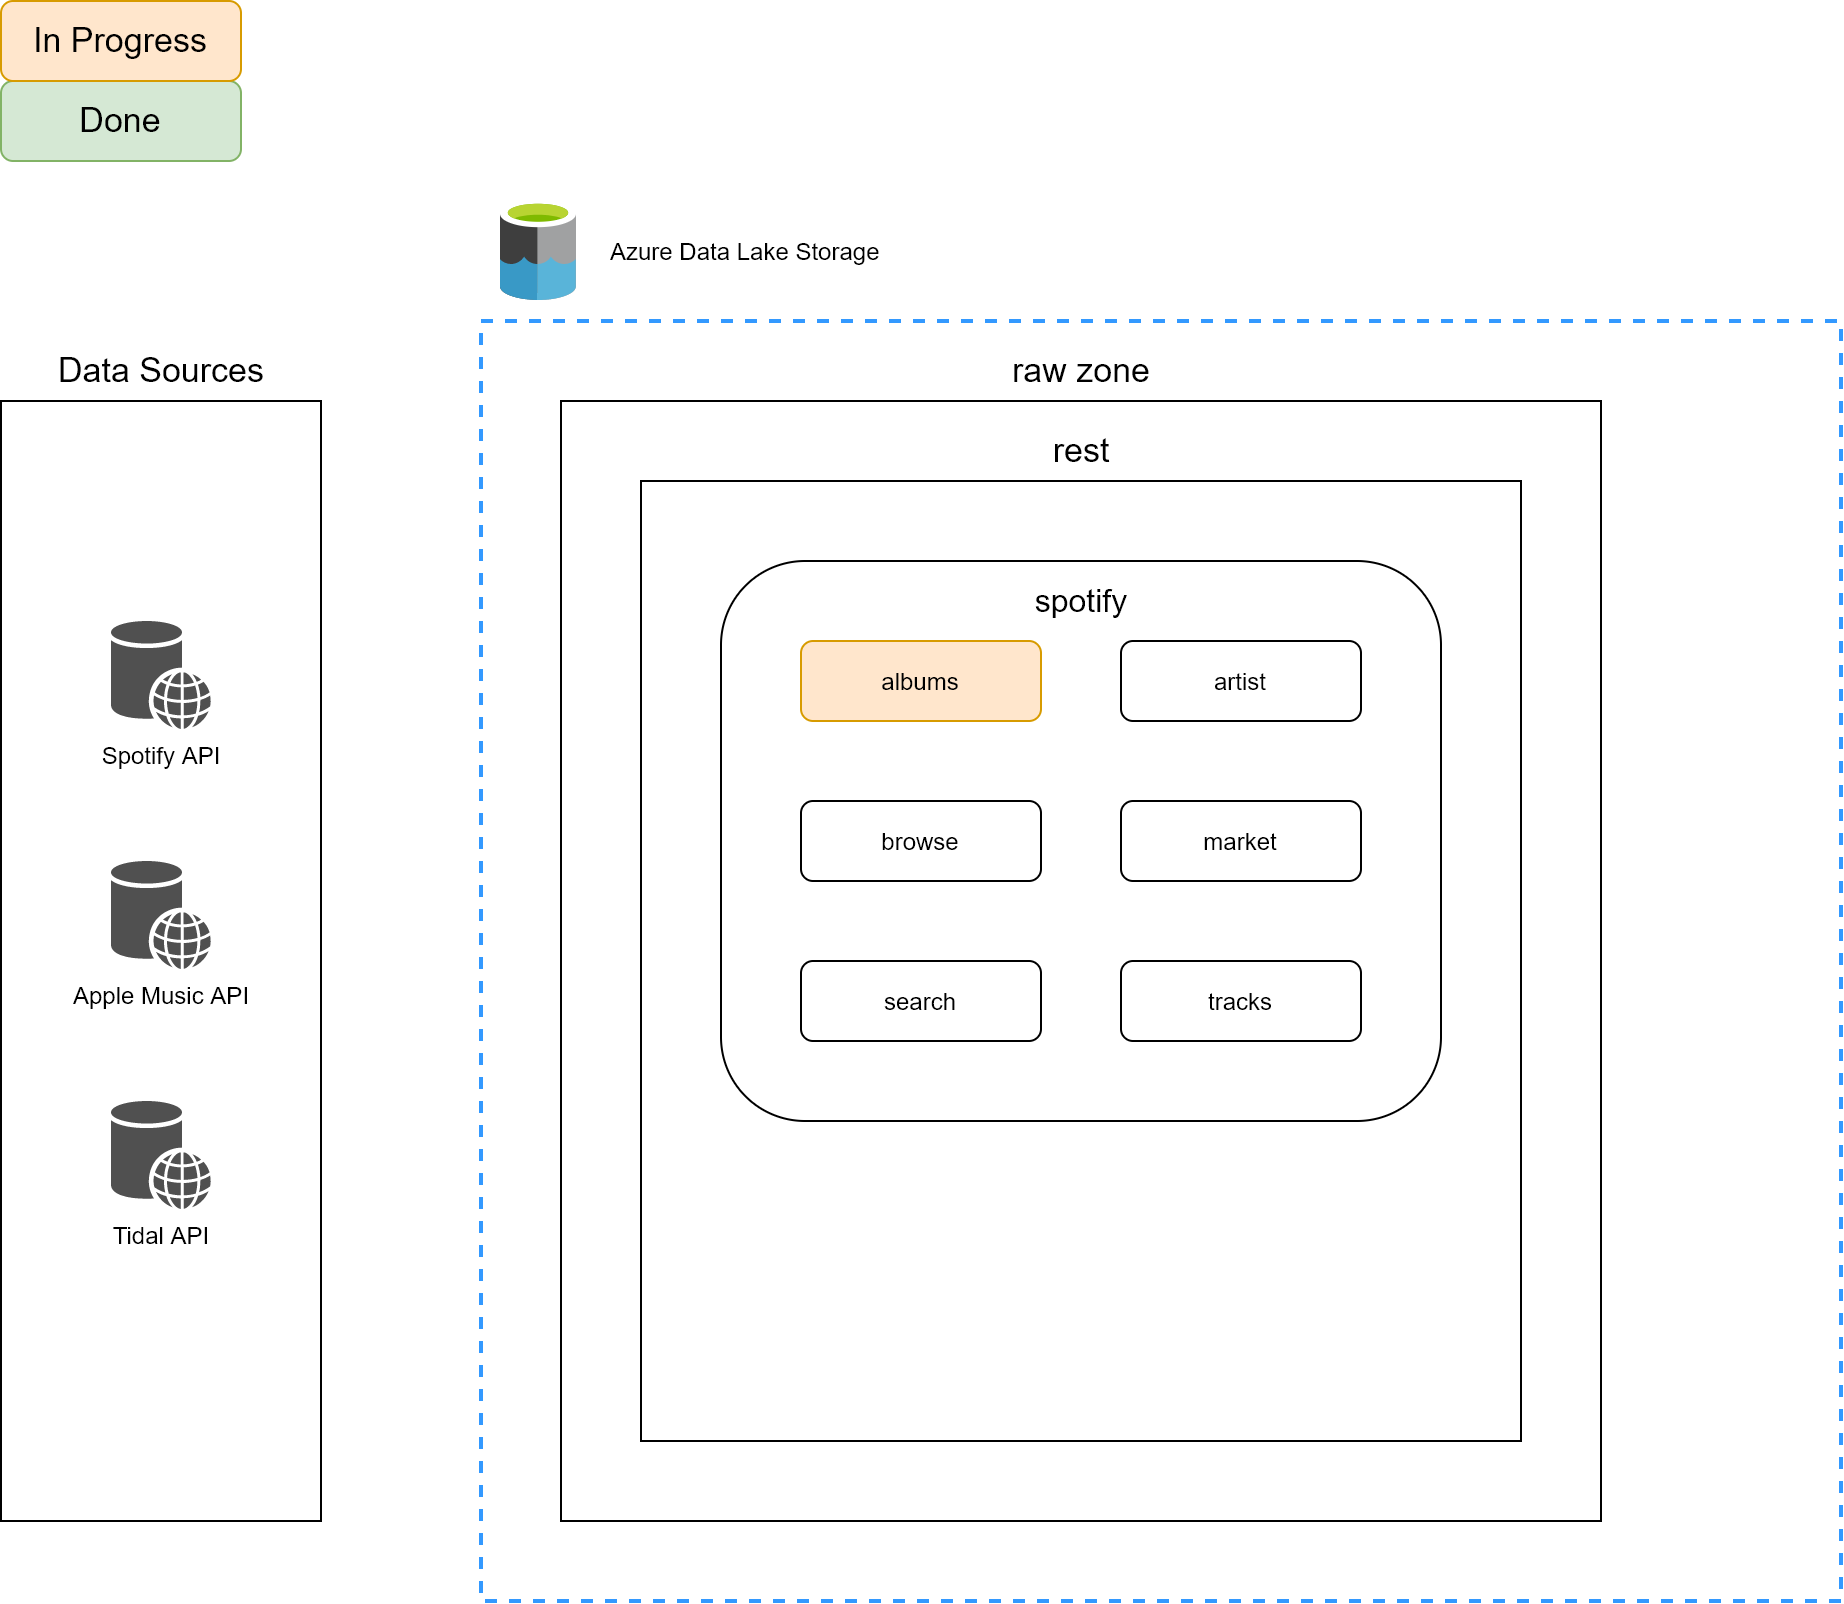 In Progress
Done
Azure Data Lake Storage
Data Sources
raw zone
rest
spotify
albums
artist
Spotify API
browse
market
Apple Music API
search
tracks
Tidal API